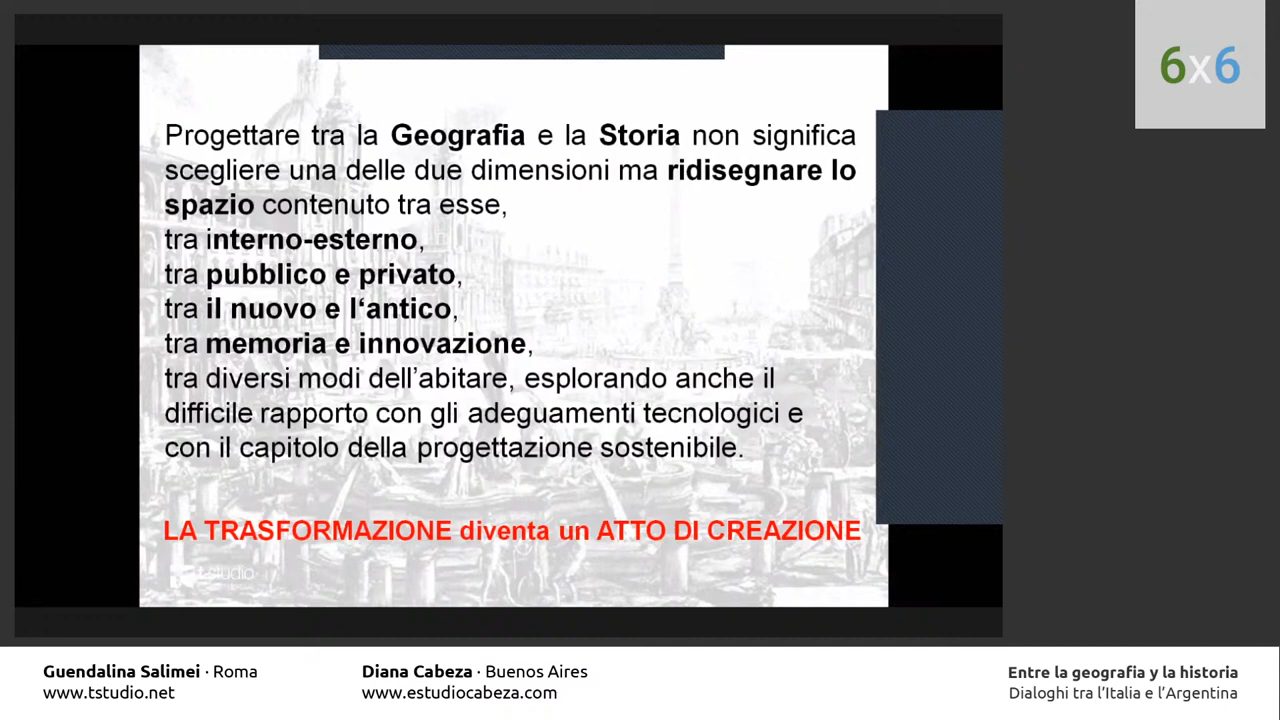 6x6
Progettare tra la Geografia e la Storia non significa
scegliere una delle due dimensioni ma ridisegnare lo
spazio contenuto tra esse,
tra interno-esterno,
tra pubblico e privato,
tra il nuovo e l‘antico,
tra memoria e innovazione,
tra diversi modi dell’abitare, esplorando anche il
difficile rapporto con gli adeguamenti tecnologici e
con il capitolo della progettazione sostenibile.
LA TRASFORMAZIONE diventa un ATTO DI CREAZIONE
t studio
Guendalina Salimei · Roma
www.tstudio.net
Diana Cabeza · Buenos Aires
www.estudiocabeza.com
Entre la geografia y la historia
Dialoghi tra l’Italia e l’Argentina